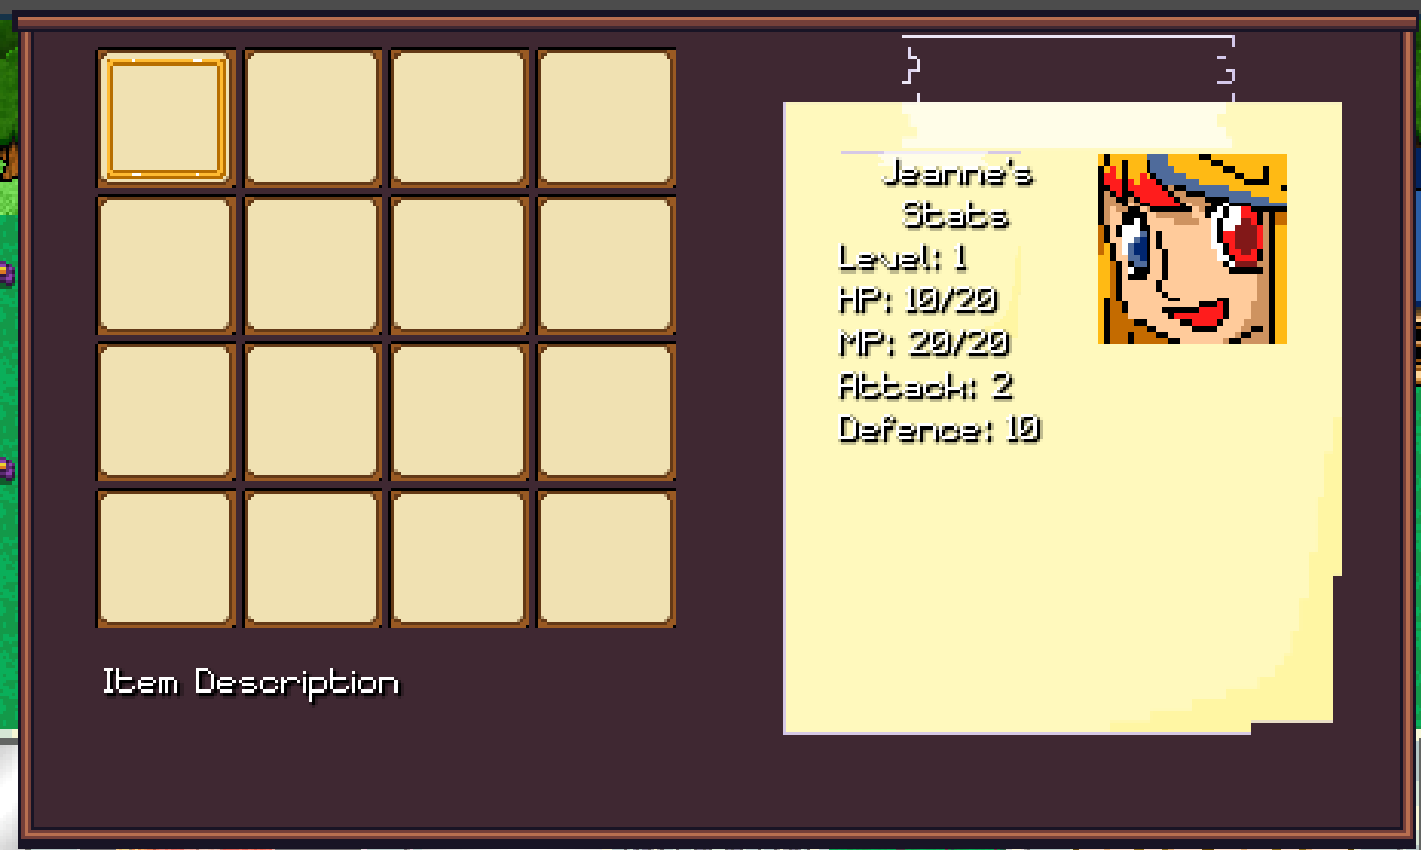 Jeanne's
Stats
Level: 1
HP: 10/20
MP: 20/20
Attack: 2
Defence: 10
Item Description